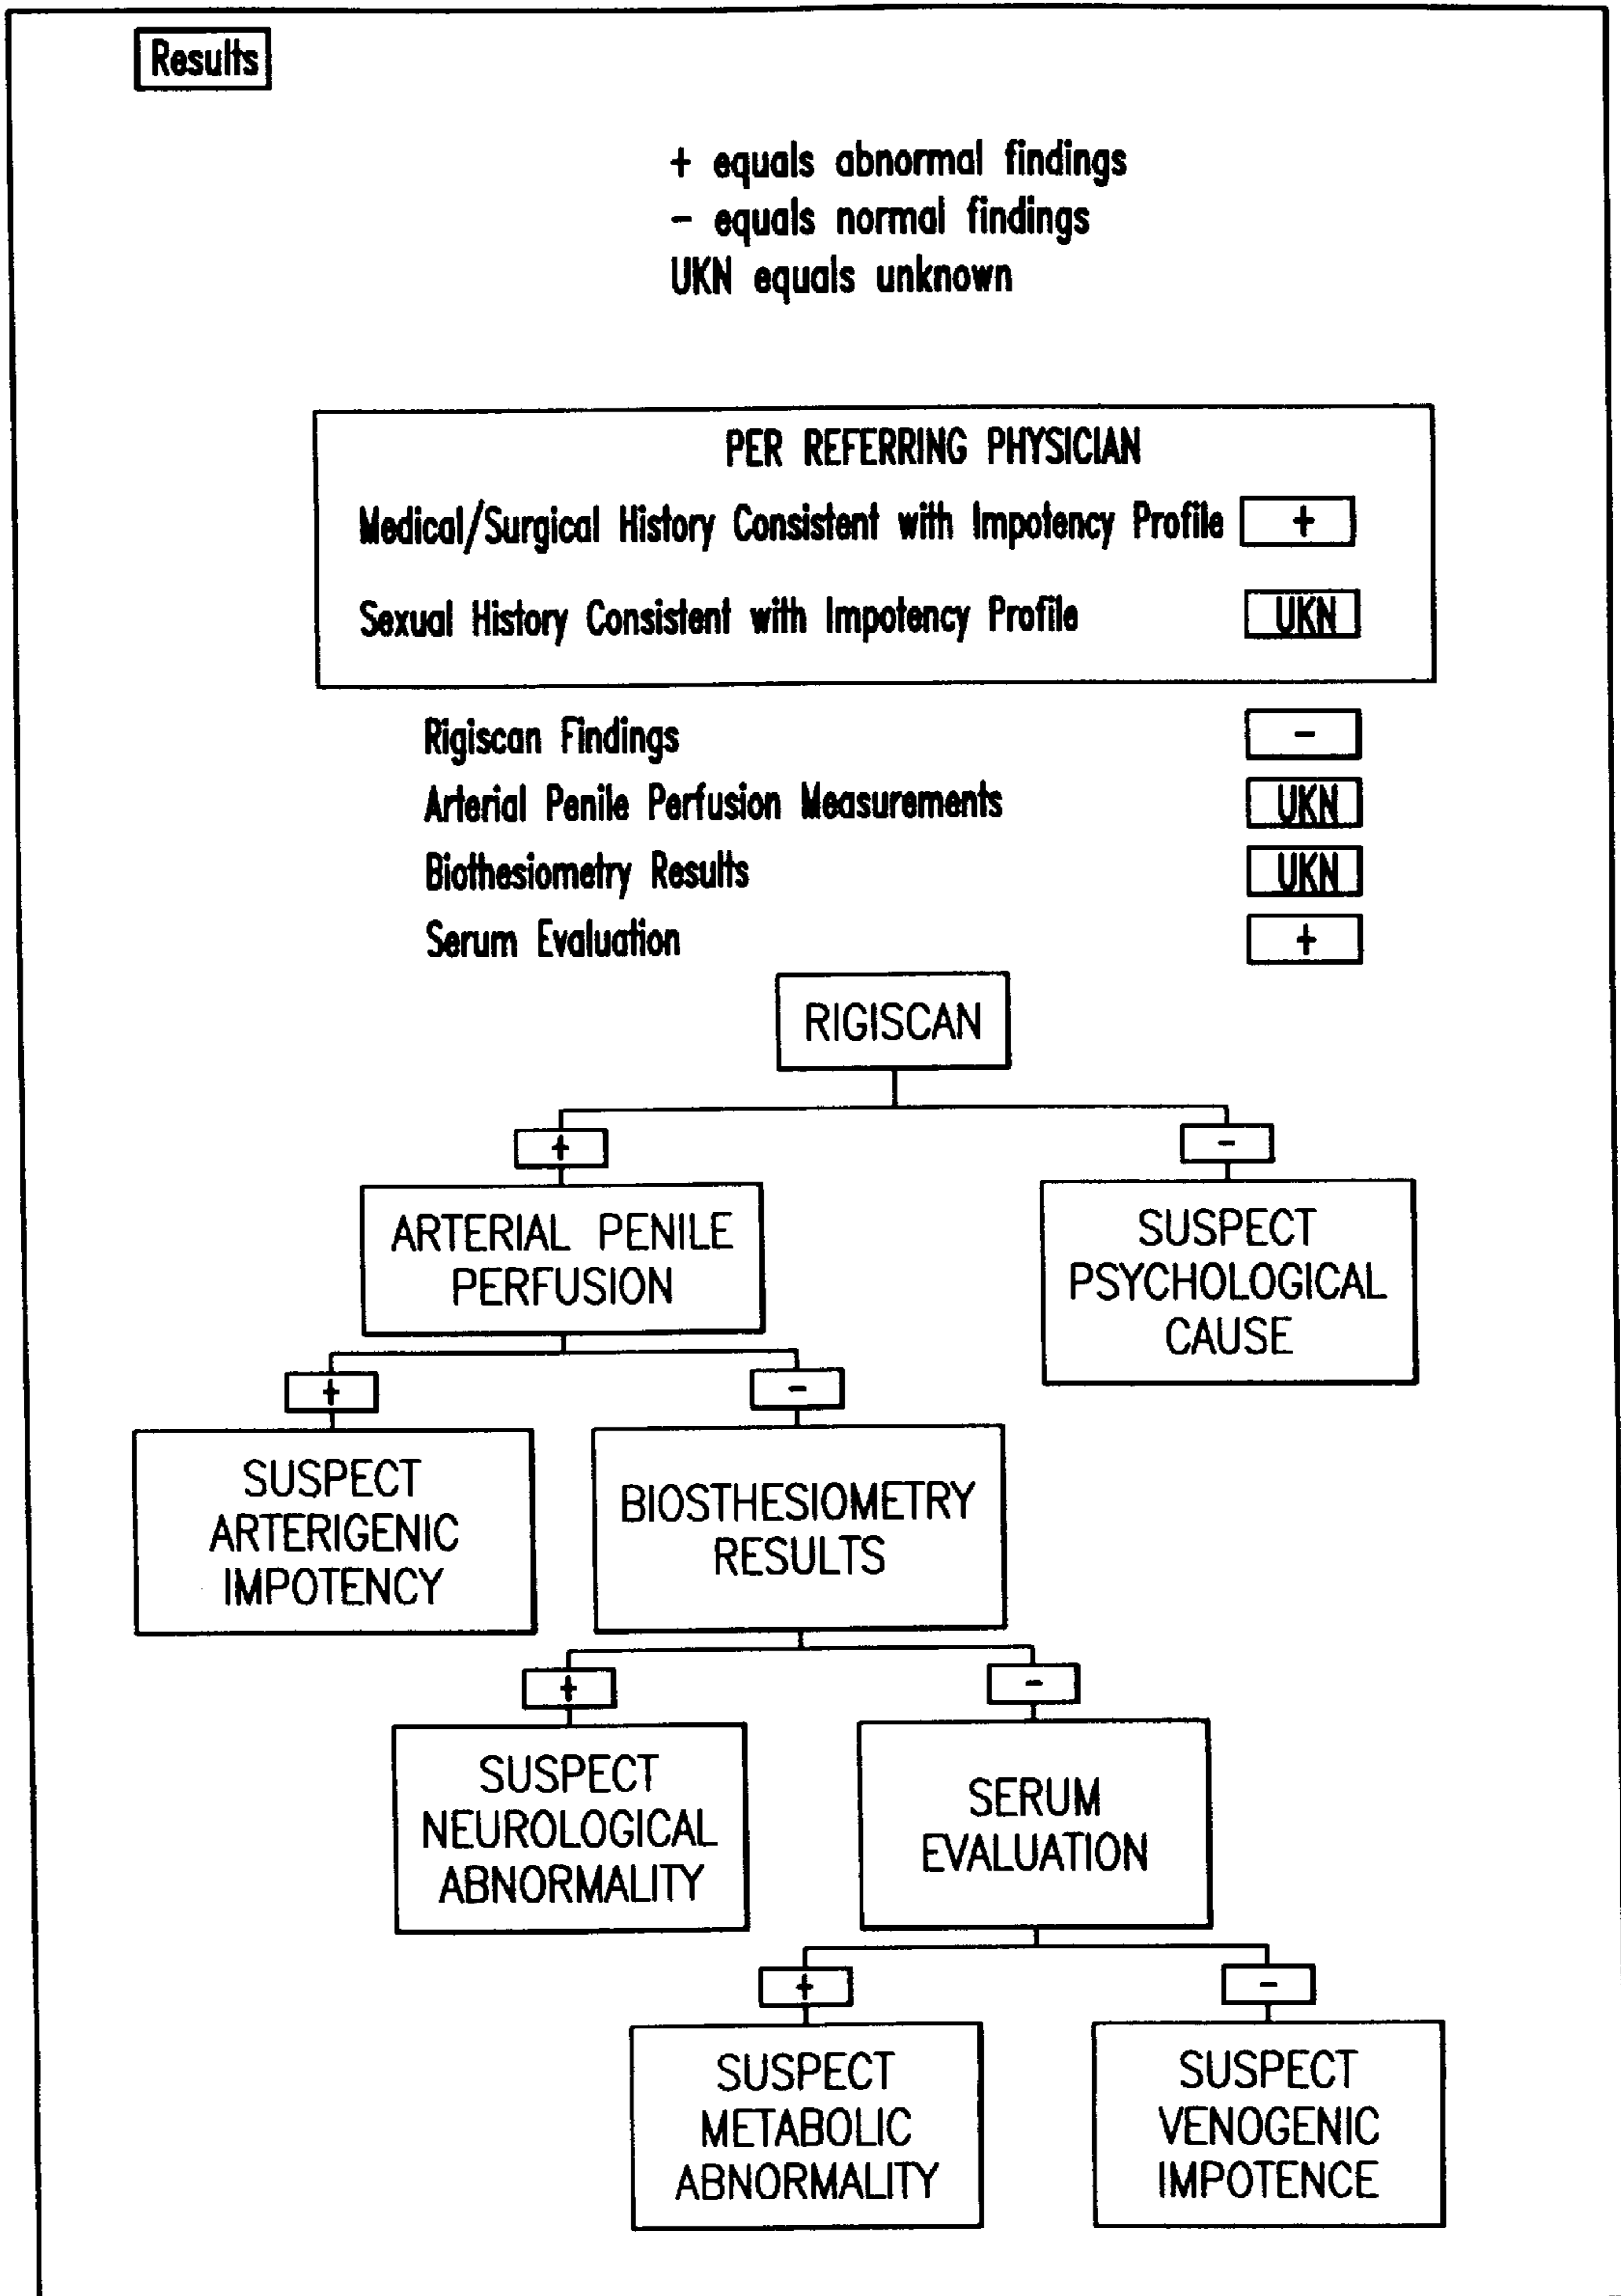 Results
+ equals abnormal findings
- equals normal findings
UKN equals unknown
PER REFERRING PHYSICIAN
Medical/Surgical History Consistent with Impotency Profile +
Sexual History Consistent with Impotency Profile UKN
Rigiscan Findings -
Arterial Penile Perfusion Measurements UKN
Biothesiometry Results UKN
Serum Evaluation +
RIGISCAN
+ -
ARTERIAL PENILE
PERFUSION
SUSPECT
PSYCHOLOGICAL
CAUSE
+ -
SUSPECT
ARTERIGENIC
IMPOTENCY
BIOSTHESIOMETRY
RESULTS
+ -
SUSPECT
NEUROLOGICAL
ABNORMALITY
SERUM
EVALUATION
+ -
SUSPECT
METABOLIC
ABNORMALITY
SUSPECT
VENOGENIC
IMPOTENCE